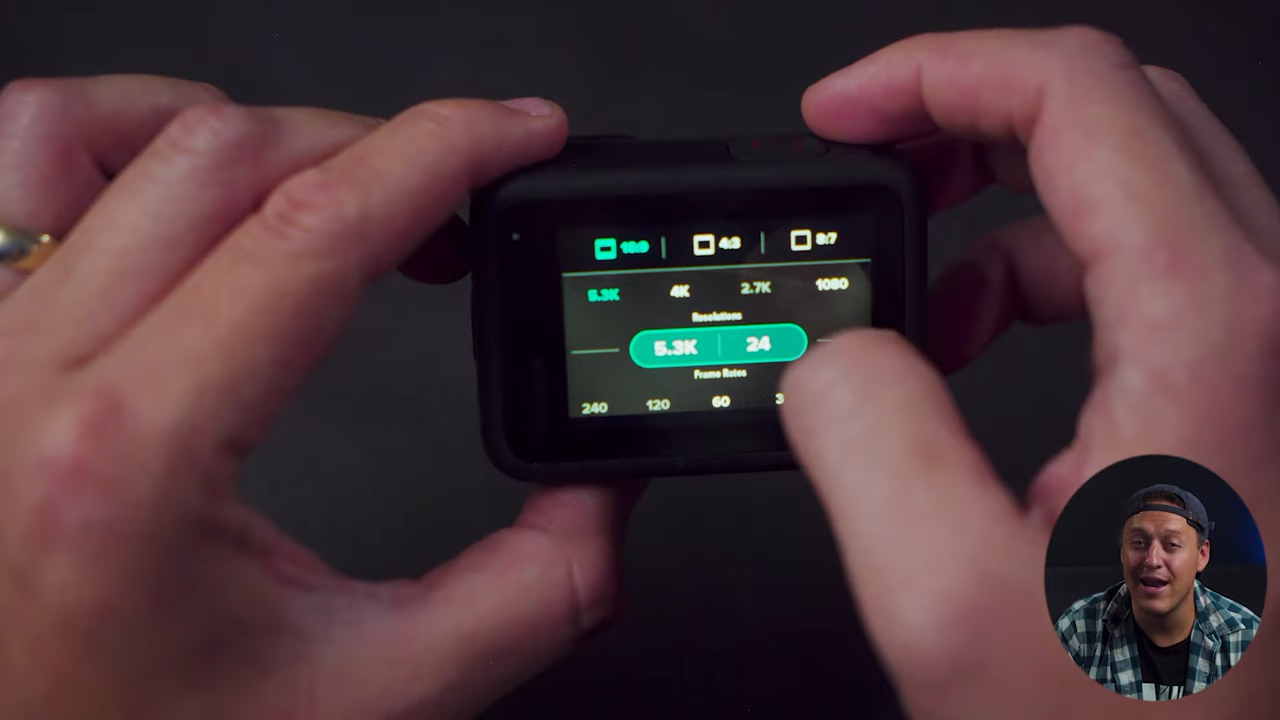 16:9 4:3 8:7
5.3K 4K 2.7K 1080
Resolutions
5.3K 24
Frame Rates
240 120 60